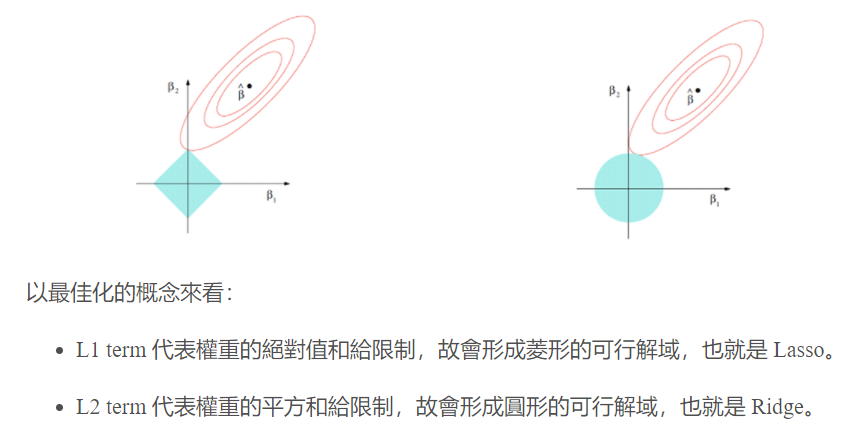 β₂
β̂
β₁
β₂
β̂
β₁
以最佳化的概念來看：
• L1 term 代表權重的絕對值和給限制，故會形成菱形的可行解域，也就是 Lasso。
• L2 term 代表權重的平方和給限制，故會形成圓形的可行解域，也就是 Ridge。